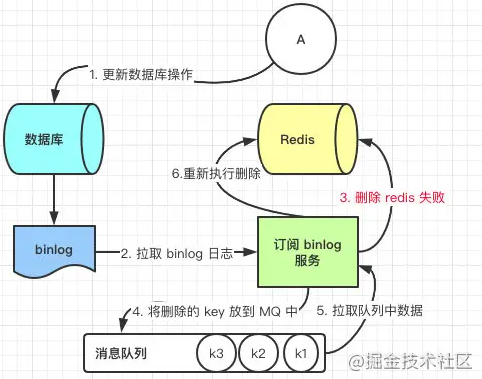 A
1. 更新数据库操作
数据库
Redis
6.重新执行删除
3. 删除 redis 失败
binlog
2. 拉取 binlog 日志
订阅 binlog
服务
4. 将删除的 key 放到 MQ 中
5. 拉取队列中数据
消息队列
k3
k2
k1
@掘金技术社区